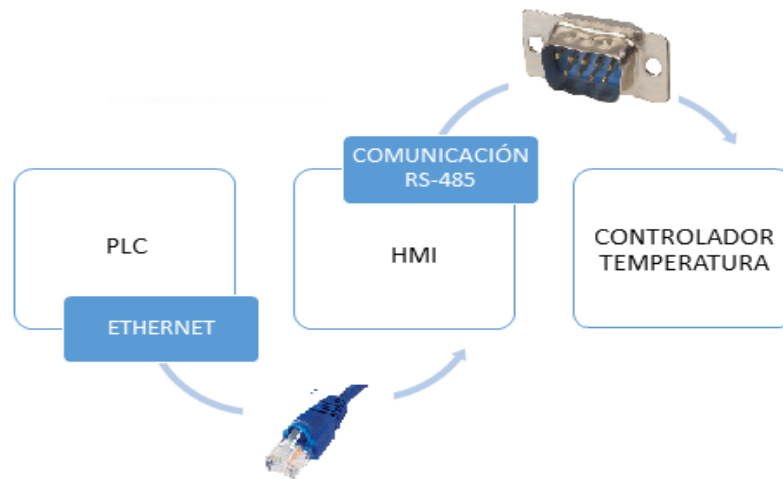 COMUNICACIÓN
RS-485
PLC
HMI
CONTROLADOR
TEMPERATURA
ETHERNET